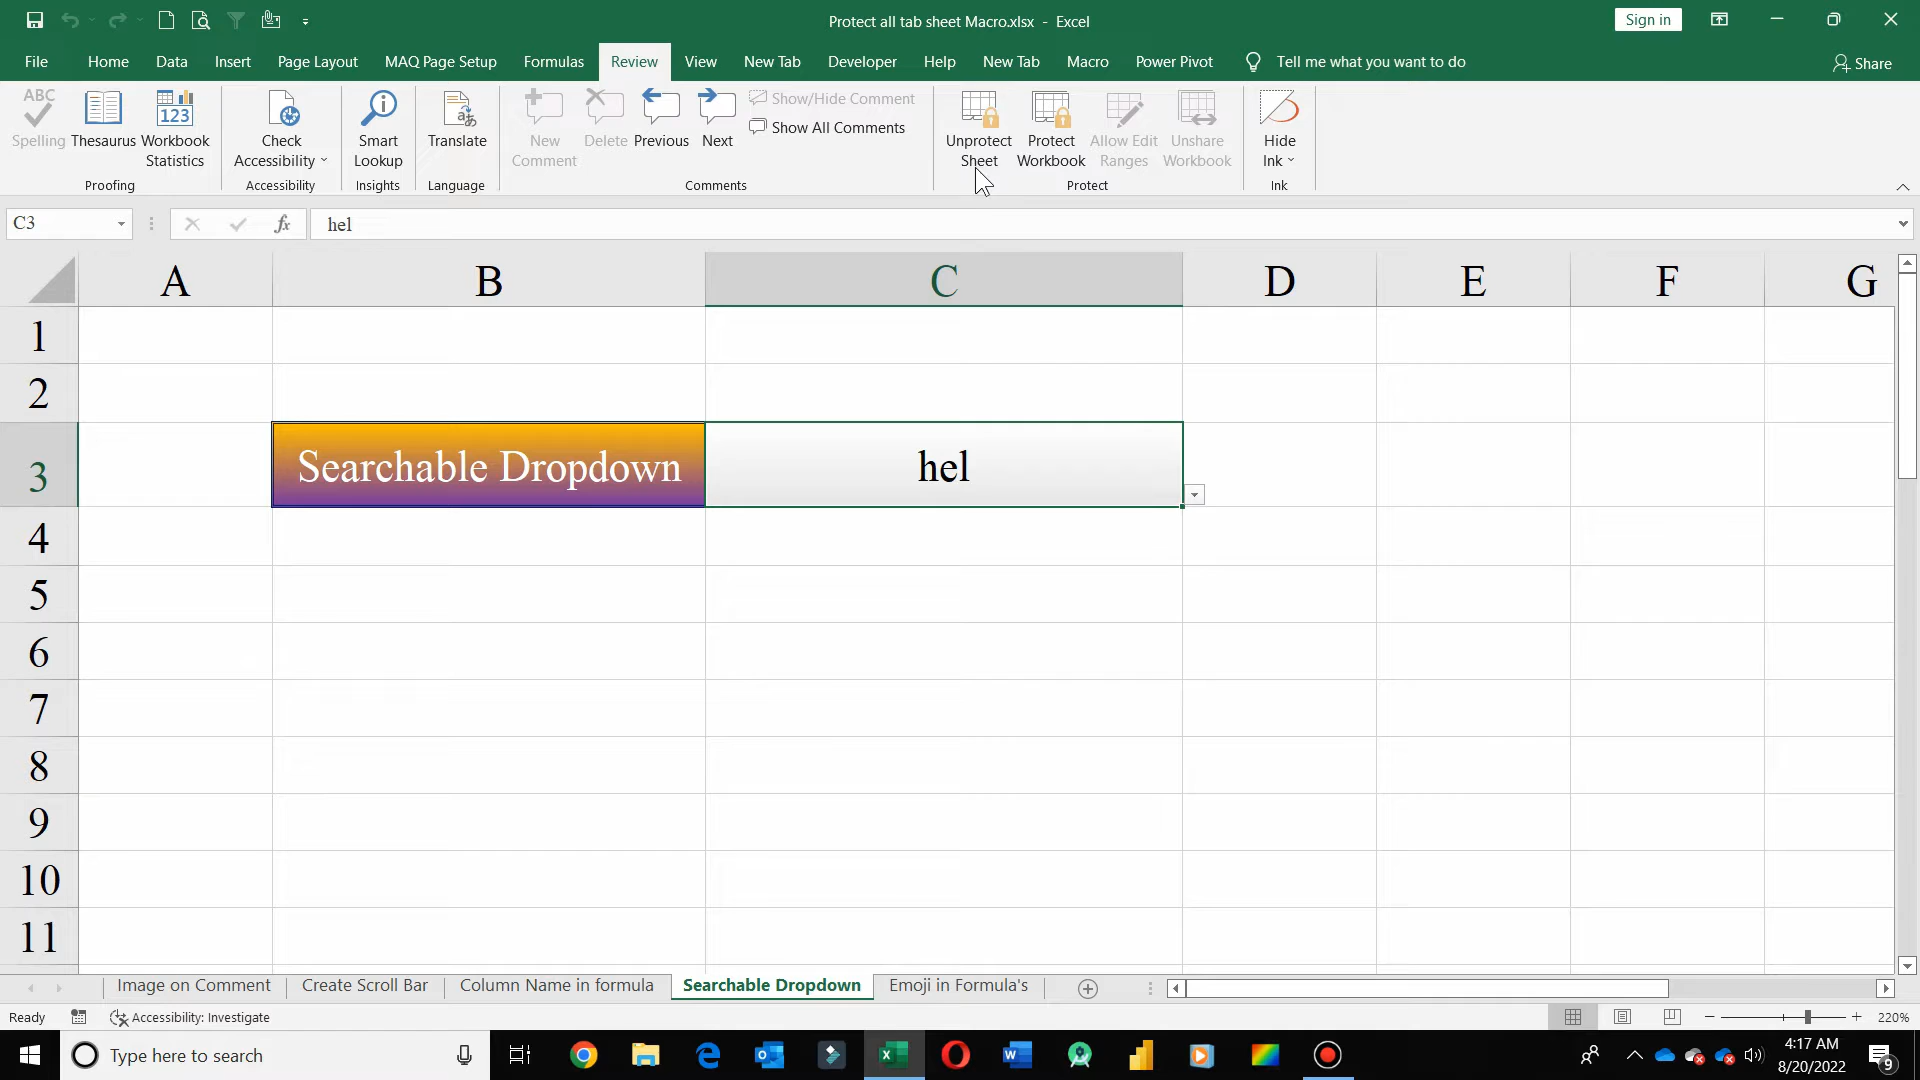 Protect all tab sheet Macro.xlsx - Excel
Sign in
File Home Data Insert Page Layout MAQ Page Setup Formulas Review View New Tab Developer Help New Tab Macro Power Pivot Tell me what you want to do Share
ABC
Spelling
Thesaurus
123
Workbook
Statistics
Proofing
Check
Accessibility
Accessibility
Smart
Lookup
Insights
Translate
Language
New
Comment
Delete
Previous
Next
Show/Hide Comment
Show All Comments
Comments
Unprotect
Sheet
Protect
Workbook
Allow Edit
Ranges
Unshare
Workbook
Protect
Hide
Ink
Ink
C3 fx hel
A B C D E F G
1
2
3 Searchable Dropdown hel
4
5
6
7
8
9
10
11
Image on Comment Create Scroll Bar Column Name in formula Searchable Dropdown Emoji in Formula's
Ready Accessibility: Investigate 220%
Type here to search
4:17 AM
8/20/2022
9